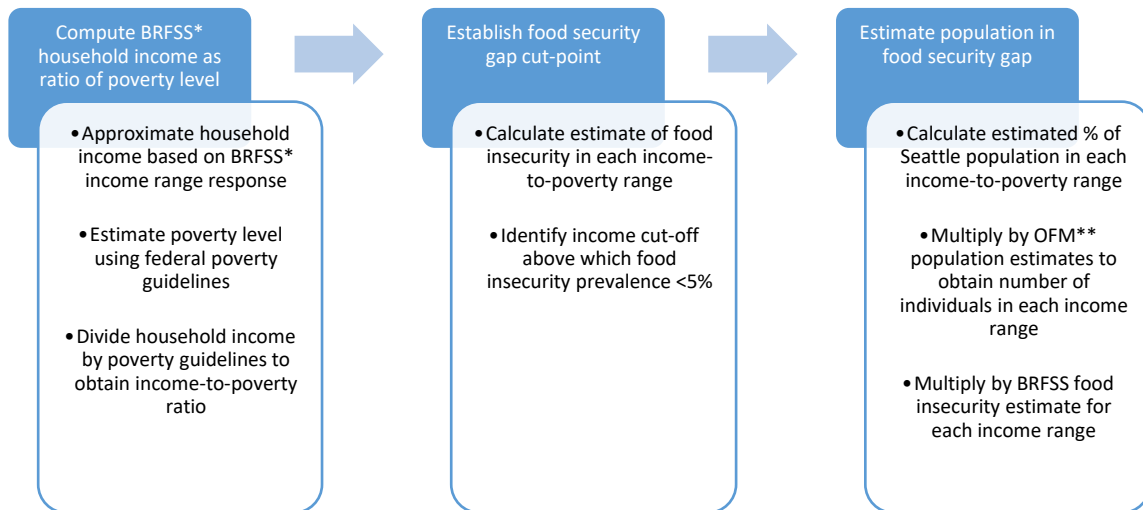 Compute BRFSS*
household income as
ratio of poverty level
•Approximate household
income based on BRFSS*
income range response
•Estimate poverty level
using federal poverty
guidelines
•Divide household income
by poverty guidelines to
obtain income-to-poverty
ratio
Establish food security
gap cut-point
•Calculate estimate of food
insecurity in each income-
to-poverty range
•Identify income cut-off
above which food
insecurity prevalence <5%
Estimate population in
food security gap
•Calculate estimated % of
Seattle population in each
income-to-poverty range
•Multiply by OFM**
population estimates to
obtain number of
individuals in each income
range
•Multiply by BRFSS food
insecurity estimate for
each income range